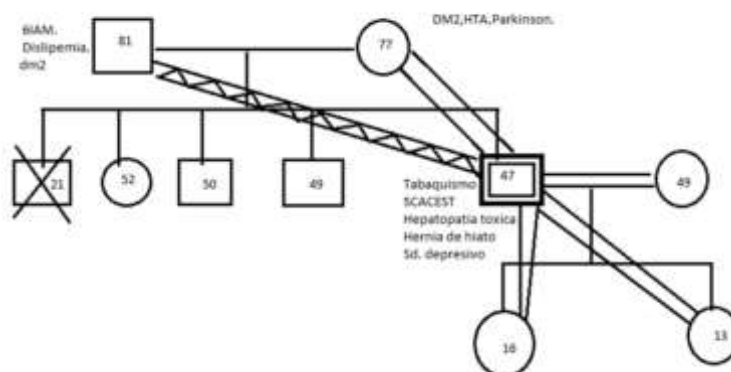 DM2,HTA,Parkinson.
BIAM.
Dislipemia.
dm2
81
77
21
52
50
49
47
49
Tabaquismo
SCACEST
Hepatopatia toxica
Hernia de hiato
Sd. depresivo
16
13